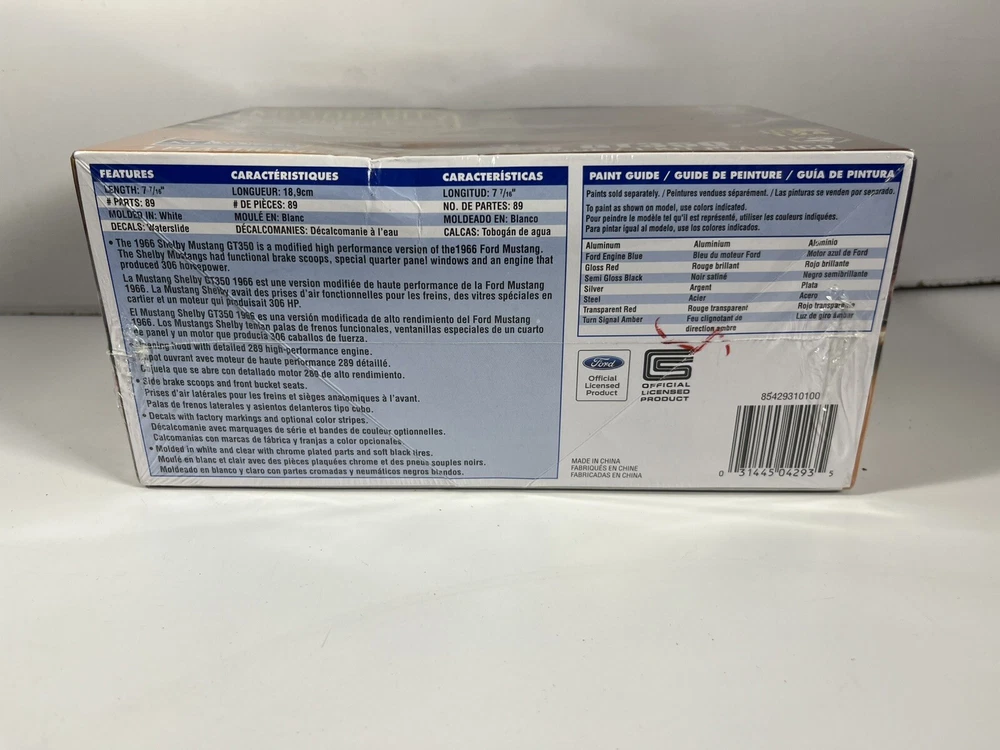 FEATURES CARACTÉRISTIQUES CARACTERÍSTICAS
LENGTH: 7 7/16" LONGUEUR: 18,9cm LONGITUD: 7 7/16"
# PARTS: 89 # DE PIÈCES: 89 NO. DE PARTES: 89
MOLDED IN: White MOULÉ EN: Blanc MOLDEADO EN: Blanco
DECALS: Waterslide DÉCALCOMANIES: Décalcomanie à l'eau CALCAS: Tobogán de agua
• The 1966 Shelby Mustang GT350 is a modified high performance version of the1966 Ford Mustang.
The Shelby Mustangs had functional brake scoops, special quarter panel windows and an engine that
produced 306 horsepower.
La Mustang Shelby GT350 1966 est une version modifiée de haute performance de la Ford Mustang
1966. La Mustang Shelby avait des prises d'air fonctionnelles pour les freins, des vitres spéciales en
cartier et un moteur qui produisait 306 HP.
El Mustang Shelby GT350 1966 es una versión modificada de alto rendimiento del Ford Mustang
1966. Los Mustangs Shelby tenían palas de frenos funcionales, ventanillas especiales de un cuarto
de panel y un motor que producía 306 caballos de fuerza.
hood with detailed 289 high-performance engine.
ouvrant avec moteur de haute performance 289 détaillé.
que se abre con detallado motor 289 de alto rendimiento.
• Side brake scoops and front bucket seats.
Prises d'air latérales pour les freins et sièges anatomiques à l'avant.
Palas de frenos laterales y asientos delanteros tipo cubo.
• Decals with factory markings and optional color stripes.
Décalcomanie avec marquages de série et bandes de couleur optionnelles.
Calcomanías con marcas de fábrica y franjas a color opcionales.
• Molded in white and clear with chrome plated parts and soft black tires.
Moulé en blanc et clair avec des pièces plaquées chrome et des pneus souples noirs.
Moldeado en blanco y claro con partes cromadas y neumáticos negros blandos.
PAINT GUIDE / GUIDE DE PEINTURE / GUÍA DE PINTURA
Paints sold separately. / Peintures vendues séparément. / Las pinturas se venden por separado.
To paint as shown on model, use colors indicated.
Pour peindre le modèle tel qu'il est représenté, utiliser les couleurs indiquées.
Para pintar igual al modelo, use los colores indicados.
Aluminum Aluminium Aluminio
Ford Engine Blue Bleu du moteur Ford Motor azul de Ford
Gloss Red Rouge brillant Rojo brillante
Semi Gloss Black Noir satiné Negro semibrillante
Silver Argent Plata
Steel Acier Acero
Transparent Red Rouge transparent Rojo transparente
Turn Signal Amber Feu clignotant de Luz de giro ámbar
direction ambre
Ford
Official
Licensed
Product
OFFICIAL
LICENSED
PRODUCT
85429310100
MADE IN CHINA
FABRIQUÉS EN CHINE
FABRICADAS EN CHINA
0 31445 04293 5